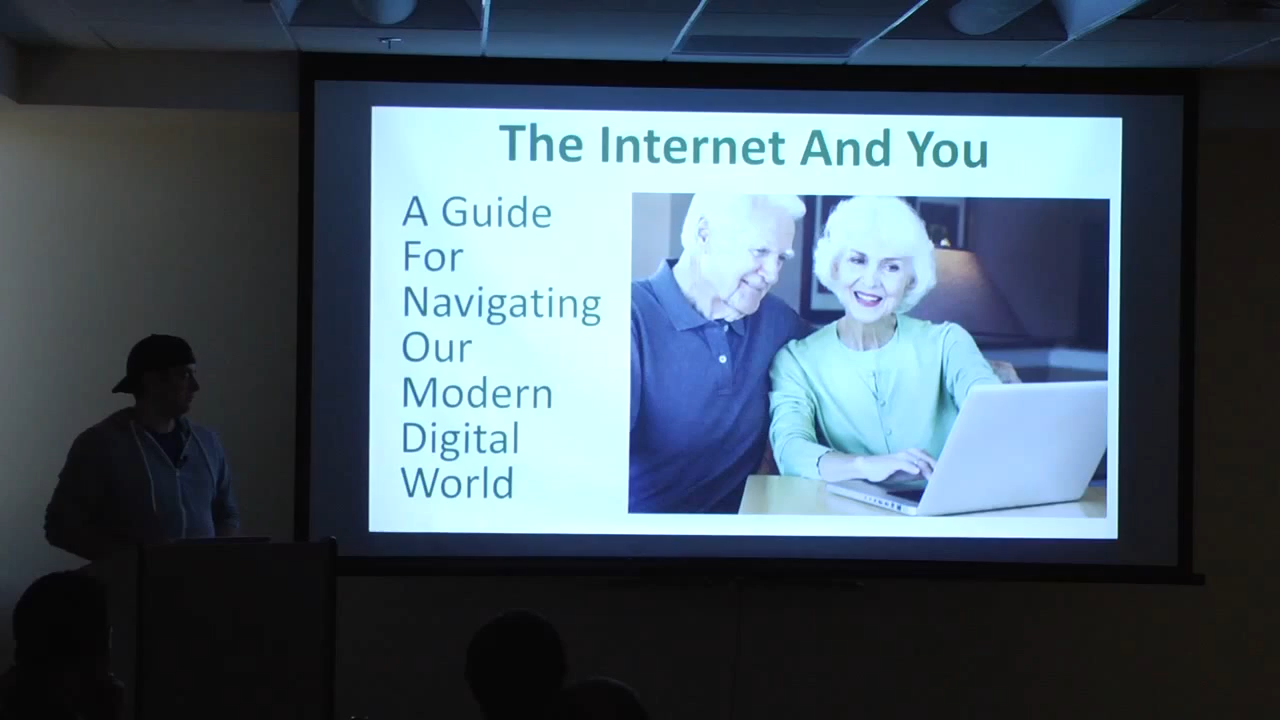 The Internet And You
A Guide
For
Navigating
Our
Modern
Digital
World